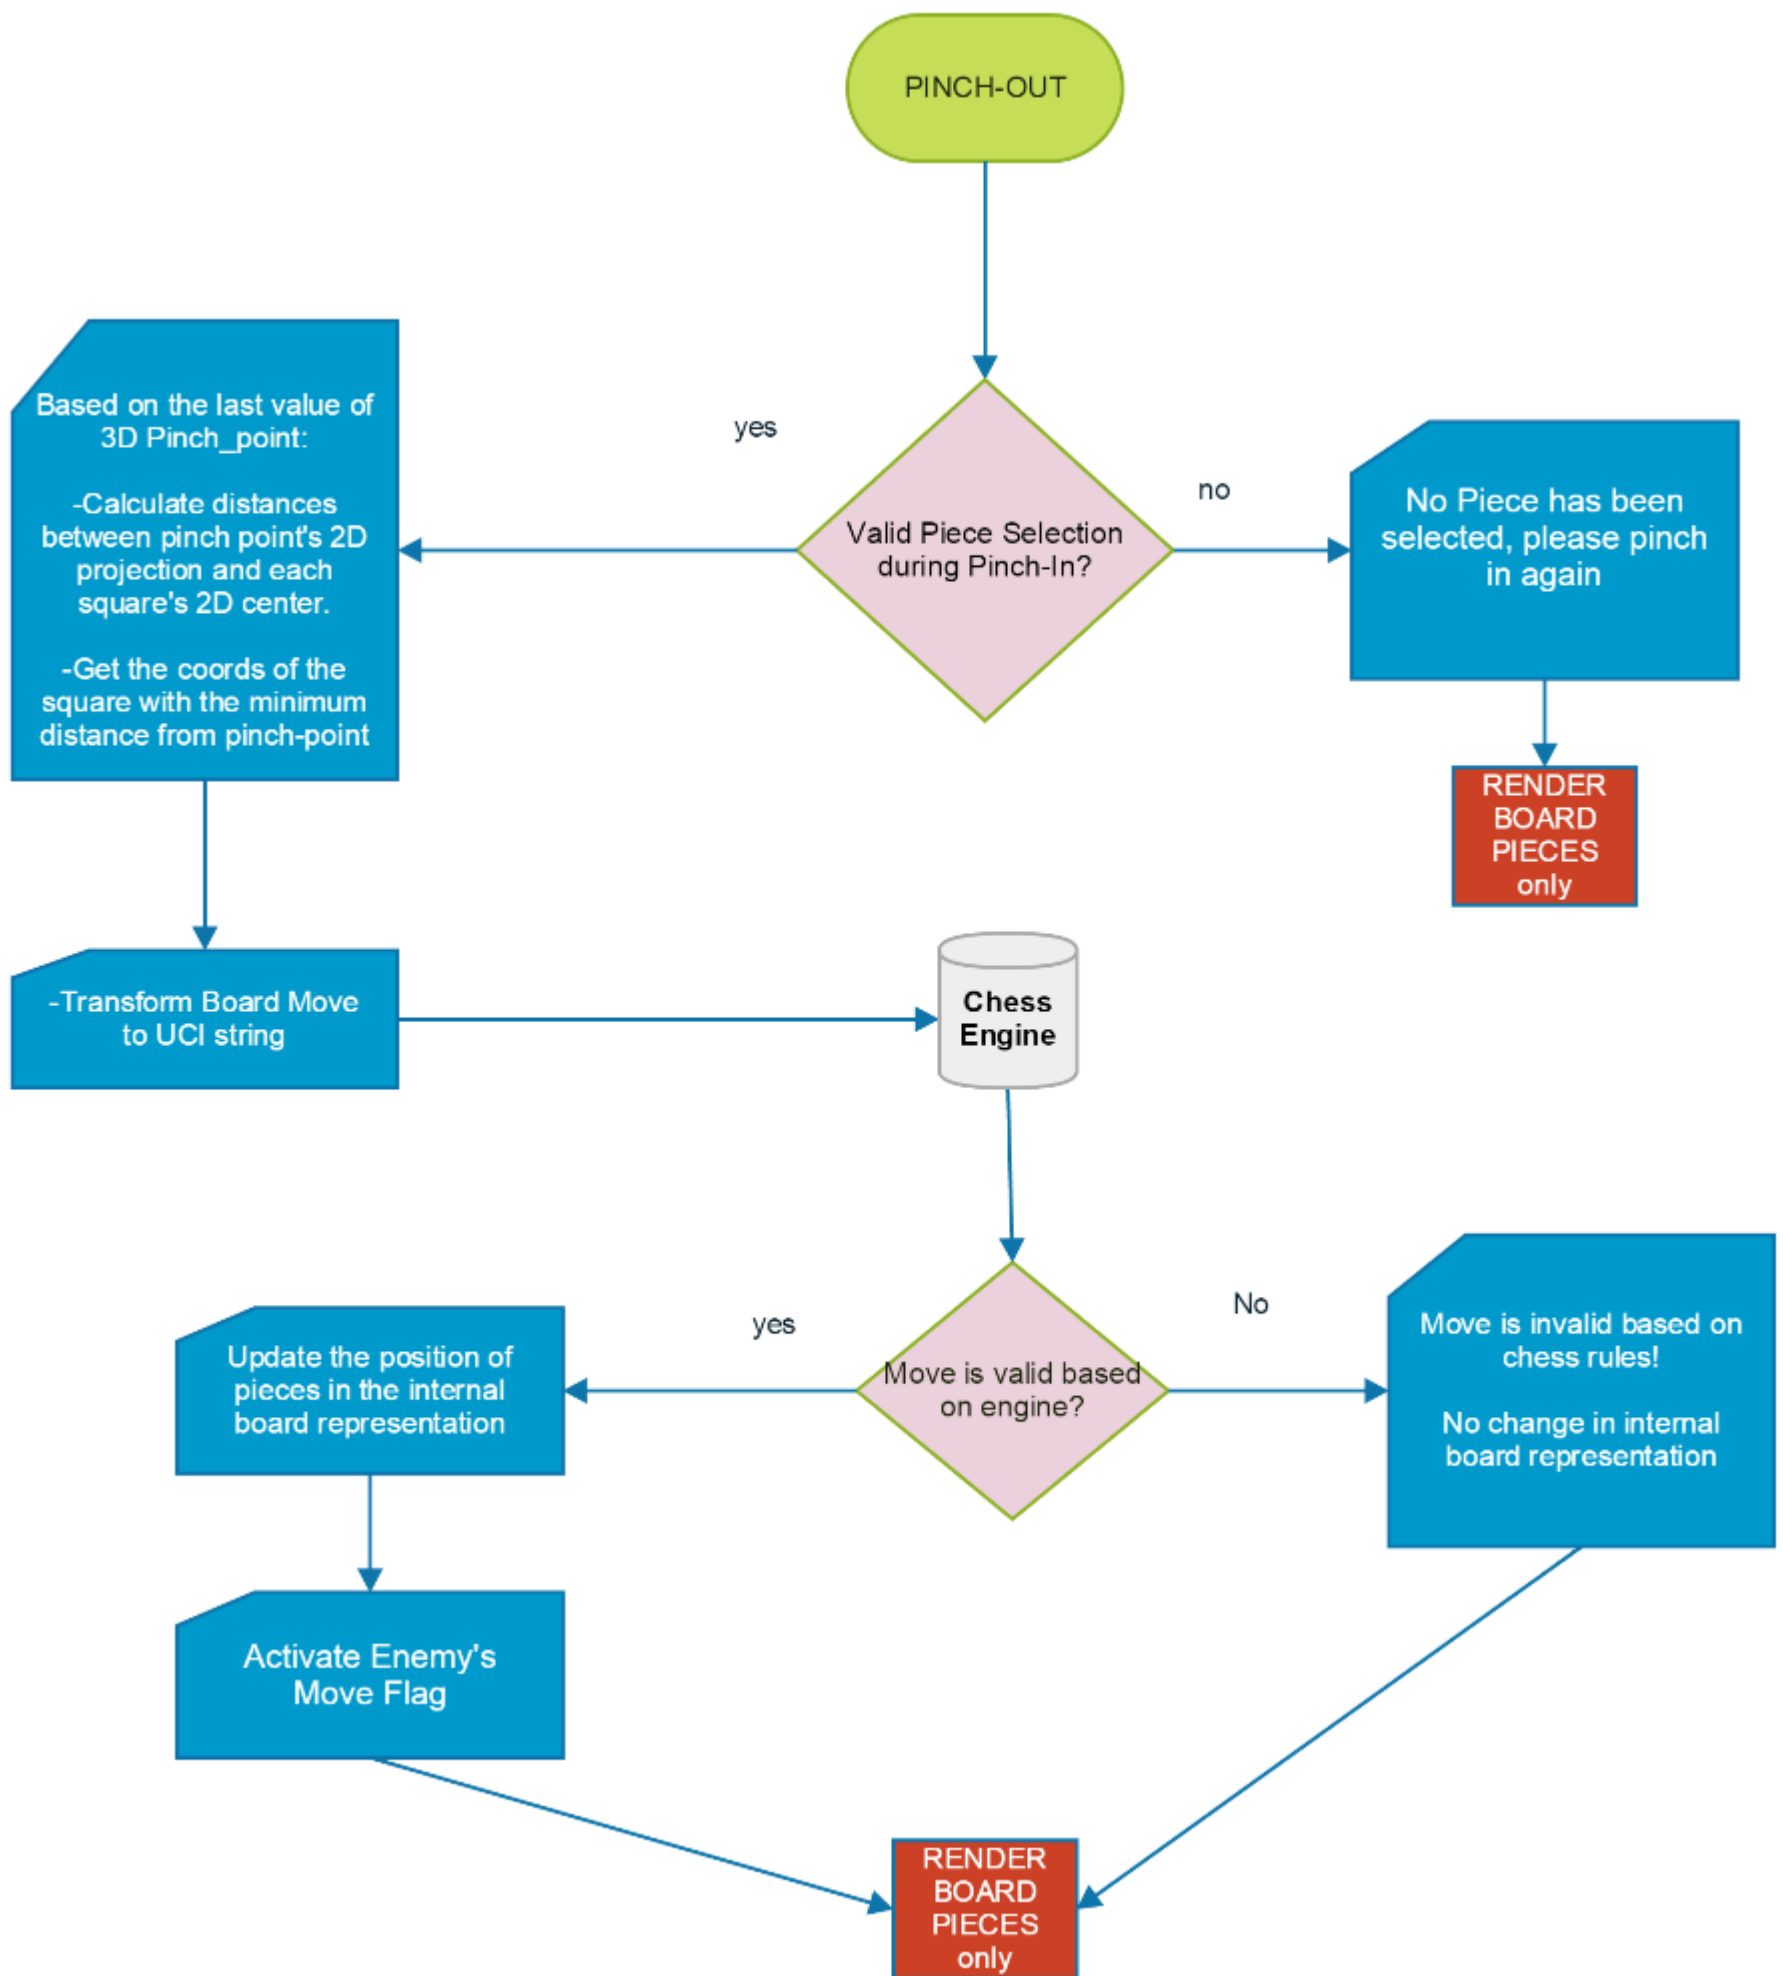 PINCH-OUT
yes
Based on the last value of
3D Pinch_point:
-Calculate distances
between pinch point's 2D
projection and each
square's 2D center.
-Get the coords of the
square with the minimum
distance from pinch-point
Valid Piece Selection
during Pinch-In?
no
No Piece has been
selected, please pinch
in again
RENDER
BOARD
PIECES
only
-Transform Board Move
to UCI string
Chess
Engine
yes
Update the position of
pieces in the internal
board representation
Move is valid based
on engine?
No
Move is invalid based on
chess rules!
No change in internal
board representation
Activate Enemy's
Move Flag
RENDER
BOARD
PIECES
only